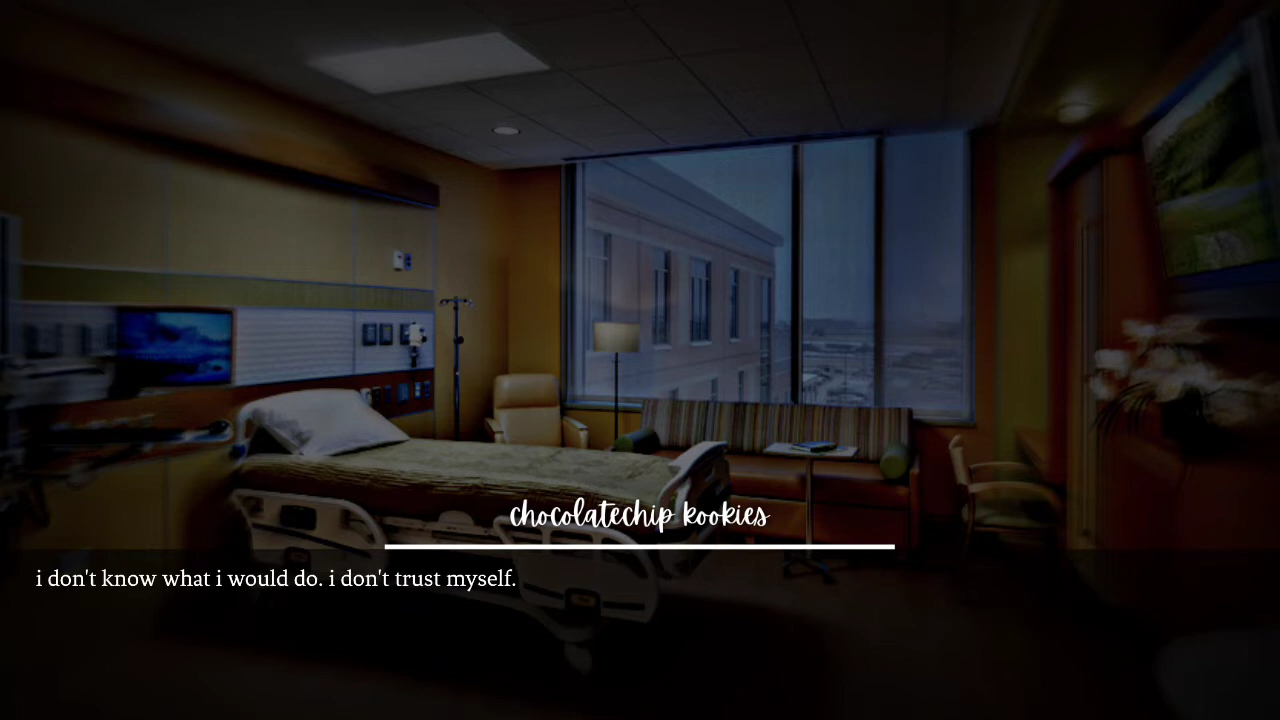 chocolatechip kookies
i don't know what i would do. i don't trust myself.